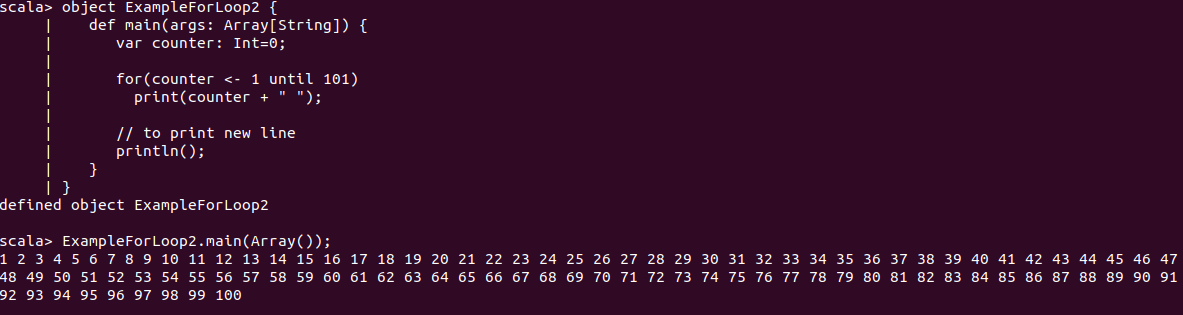 scala> object ExampleForLoop2 {
     |    def main(args: Array[String]) {
     |       var counter: Int=0;
     |
     |       for(counter <- 1 until 101)
     |         print(counter + " ");
     |
     |       // to print new line
     |       println();
     |    }
     | }
defined object ExampleForLoop2

scala> ExampleForLoop2.main(Array());
1 2 3 4 5 6 7 8 9 10 11 12 13 14 15 16 17 18 19 20 21 22 23 24 25 26 27 28 29 30 31 32 33 34 35 36 37 38 39 40 41 42 43 44 45 46 47
48 49 50 51 52 53 54 55 56 57 58 59 60 61 62 63 64 65 66 67 68 69 70 71 72 73 74 75 76 77 78 79 80 81 82 83 84 85 86 87 88 89 90 91
92 93 94 95 96 97 98 99 100